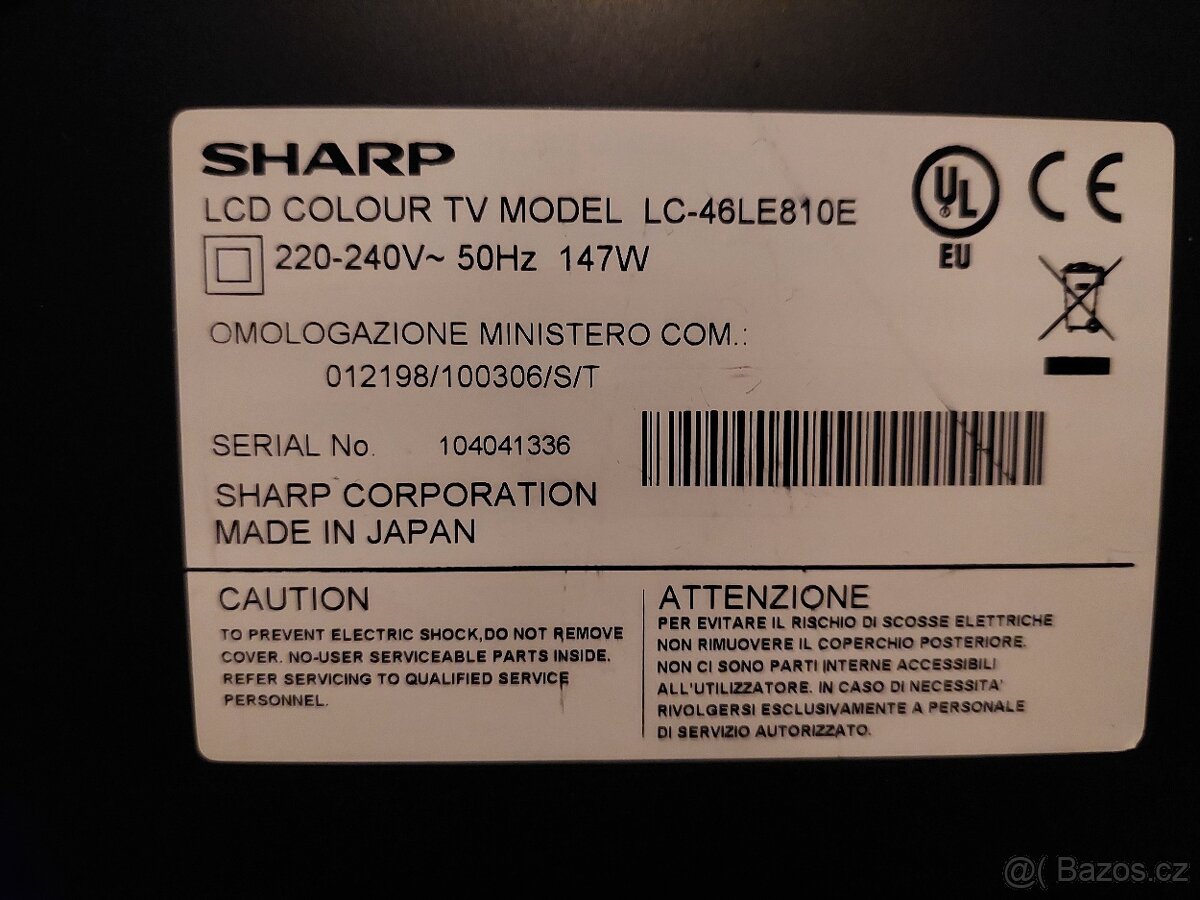 SHARP
LCD COLOUR TV MODEL LC-46LE810E
220-240V~ 50Hz 147W
UL
EU
CE
OMOLOGAZIONE MINISTERO COM.:
012198/100306/S/T
SERIAL No. 104041336
SHARP CORPORATION
MADE IN JAPAN
CAUTION
TO PREVENT ELECTRIC SHOCK,DO NOT REMOVE
COVER. NO-USER SERVICEABLE PARTS INSIDE.
REFER SERVICING TO QUALIFIED SERVICE
PERSONNEL.
ATTENZIONE
PER EVITARE IL RISCHIO DI SCOSSE ELETTRICHE
NON RIMUOVERE IL COPERCHIO POSTERIORE.
NON CI SONO PARTI INTERNE ACCESSIBILI
ALL'UTILIZZATORE. IN CASO DI NECESSITA'
RIVOLGERSI ESCLUSIVAMENTE A PERSONALE
DI SERVIZIO AUTORIZZATO.
@( Bazos.cz